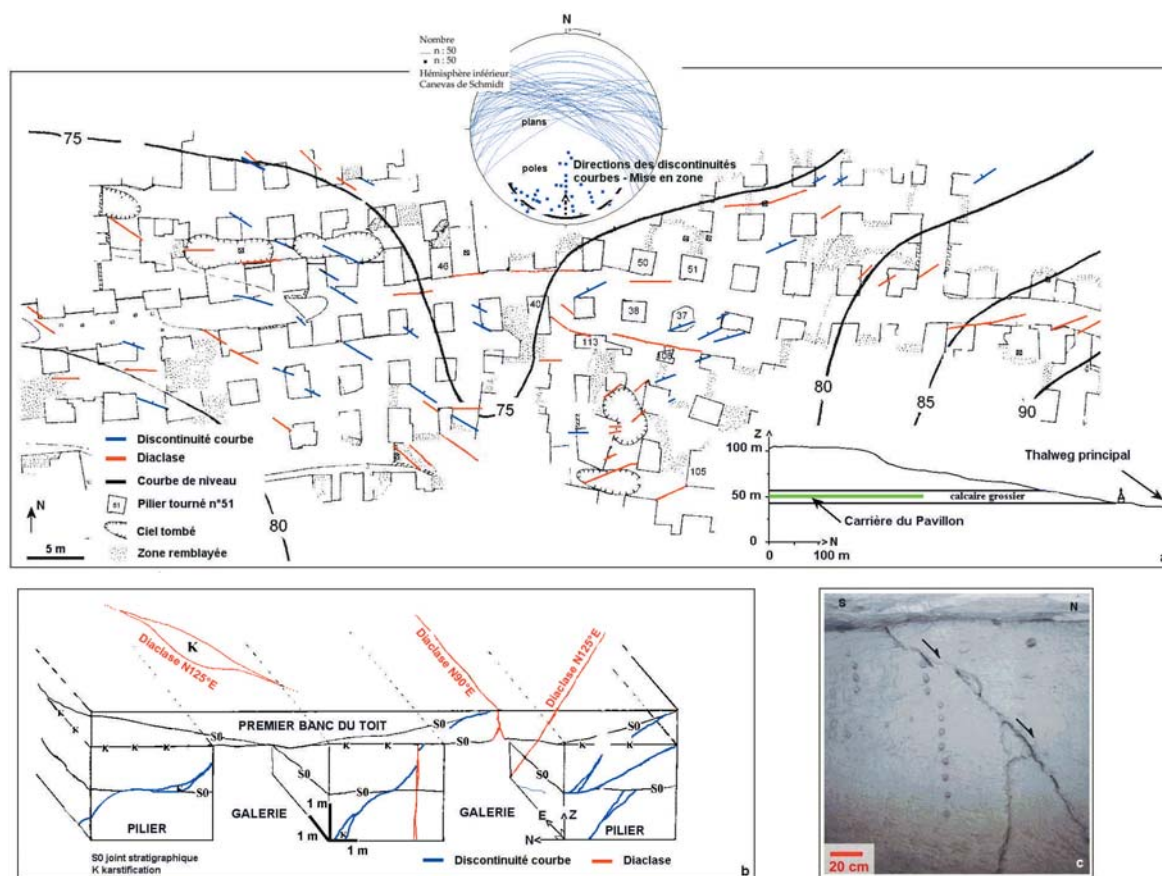 N
Nombre
n : 50
n : 50
Hémisphère inférieur
Canevas de Schmidt
plans
poles
Directions des discontinuités
courbes - Mise en zone
75
46
50
51
40
38
37
113
105
75
80
85
90
80
Discontinuité courbe
Diaclase
Courbe de niveau
51
Pilier tourné n°51
Ciel tombé
Zone remblayée
N
5 m
Z
100 m
50 m
0
0
100 m
N
calcaire grossier
Carrière du Pavillon
Thalweg principal
a
Diaclase N125°E
K
Diaclase N90°E
Diaclase N125°E
PREMIER BANC DU TOIT
S0
S0
S0
K
K
K
K
K
K
K
S0
S0
S0
S0
S0
K
K
PILIER
GALERIE
GALERIE
PILIER
1 m
1 m
1 m
E
Z
N
S0 joint stratigraphique
K karstification
Discontinuité courbe
Diaclase
b
S
N
20 cm
c